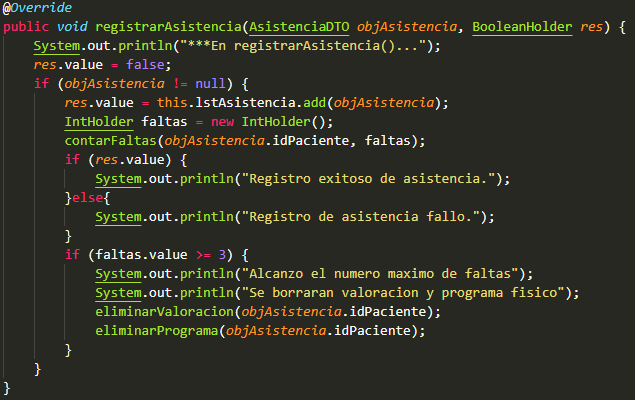 @Override
public void registrarAsistencia(AsistenciaDTO objAsistencia, BooleanHolder res) {
    System.out.println("***En registrarAsistencia()...");
    res.value = false;
    if (objAsistencia != null) {
        res.value = this.lstAsistencia.add(objAsistencia);
        IntHolder faltas = new IntHolder();
        contarFaltas(objAsistencia.idPaciente, faltas);
        if (res.value) {
            System.out.println("Registro exitoso de asistencia.");
        }else{
            System.out.println("Registro de asistencia fallo.");
        }
        if (faltas.value >= 3) {
            System.out.println("Alcanzo el numero maximo de faltas");
            System.out.println("Se borraran valoracion y programa fisico");
            eliminarValoracion(objAsistencia.idPaciente);
            eliminarPrograma(objAsistencia.idPaciente);
        }
    }
}